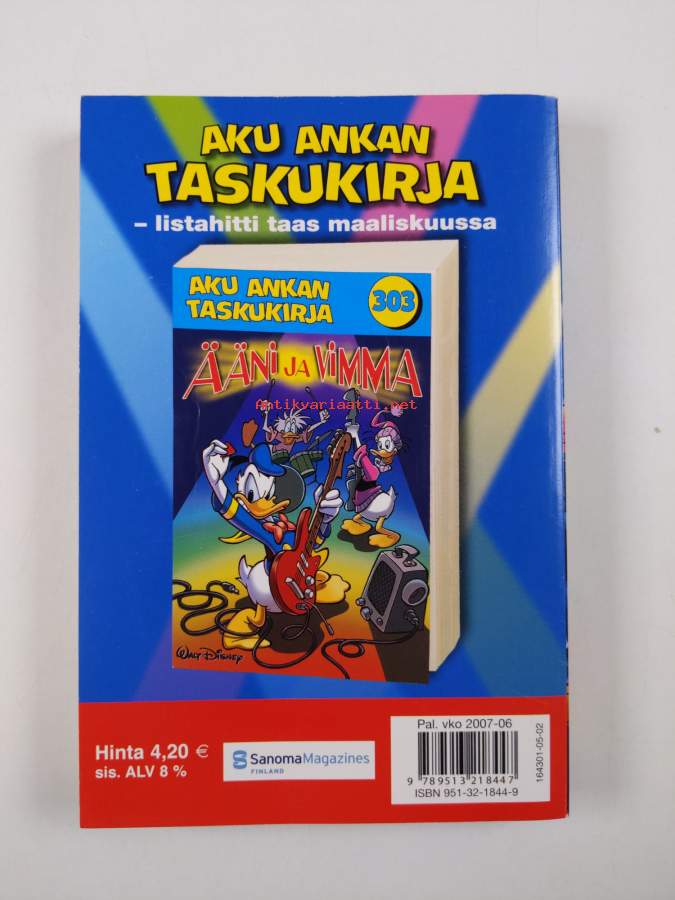 AKU ANKAN
TASKUKIRJA
– listahitti taas maaliskuussa
AKU ANKAN
TASKUKIRJA
303
ÄÄNI JA VIMMA
Antikvariaatti.net
WALT DISNEY
Hinta 4,20 €
sis. ALV 8 %
SanomaMagazines
FINLAND
Pal. vko 2007-06
9 789513 218447
ISBN 951-32-1844-9
164301-05-02